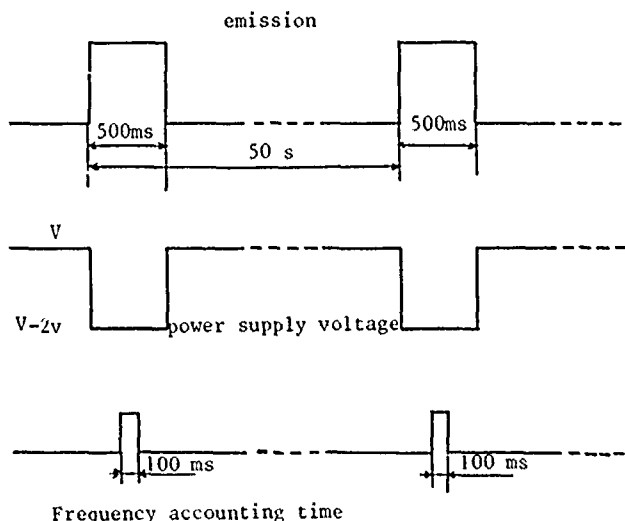 emission
500ms
500ms
50 s
V
V-2v
power supply voltage
100 ms
100 ms
Frequency accounting time